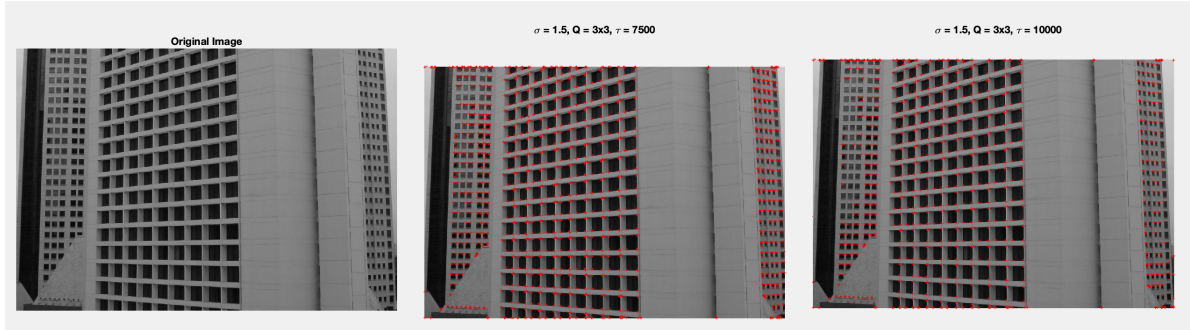 Original Image
σ = 1.5, Q = 3x3, τ = 7500
σ = 1.5, Q = 3x3, τ = 10000